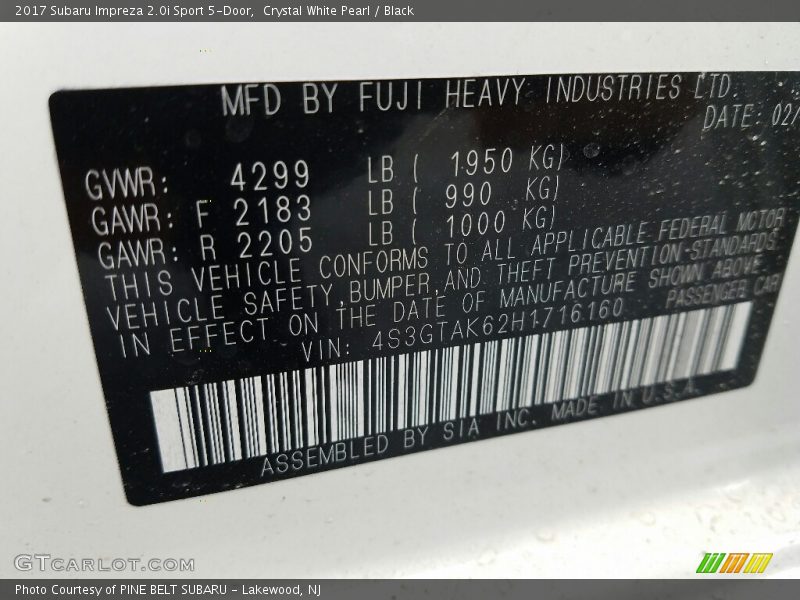 2017 Subaru Impreza 2.0i Sport 5-Door, Crystal White Pearl / Black
MFD BY FUJI HEAVY INDUSTRIES LTD.
DATE: 02/
GVWR: 4299 LB ( 1950 KG)
GAWR: F 2183 LB ( 990 KG)
GAWR: R 2205 LB ( 1000 KG)
THIS VEHICLE CONFORMS TO ALL APPLICABLE FEDERAL MOTOR
VEHICLE SAFETY,BUMPER,AND THEFT PREVENTION STANDARDS
IN EFFECT ON THE DATE OF MANUFACTURE SHOWN ABOVE.
VIN: 4S3GTAK62H1716160 PASSENGER CAR
ASSEMBLED BY SIA INC. MADE IN U.S.A.
GTCARLOT.COM
Photo Courtesy of PINE BELT SUBARU - Lakewood, NJ